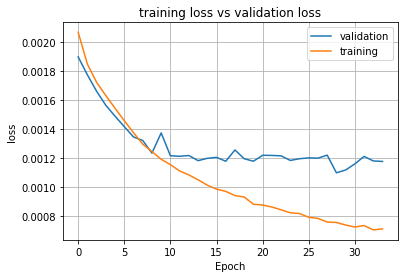 training loss vs validation loss
validation
training
loss
0.0020
0.0018
0.0016
0.0014
0.0012
0.0010
0.0008
0 5 10 15 20 25 30
Epoch